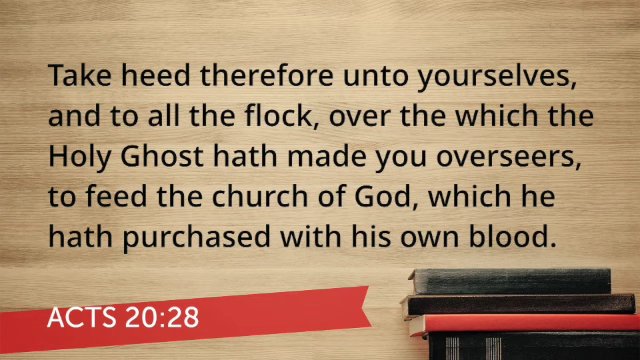 Take heed therefore unto yourselves,
and to all the flock, over the which the
Holy Ghost hath made you overseers,
to feed the church of God, which he
hath purchased with his own blood.
ACTS 20:28